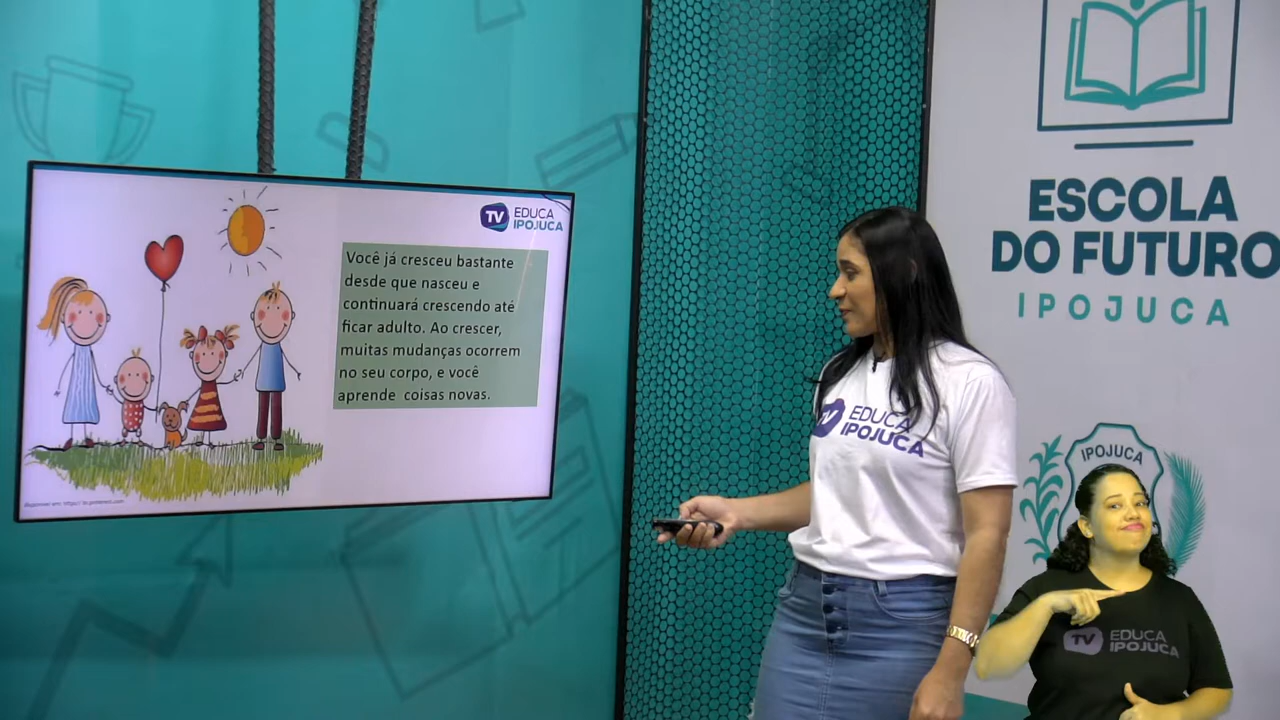 TV EDUCA
IPOJUCA
Você já cresceu bastante
desde que nasceu e
continuará crescendo até
ficar adulto. Ao crescer,
muitas mudanças ocorrem
no seu corpo, e você
aprende coisas novas.
ESCOLA
DO FUTURO
IPOJUCA
TV EDUCA
IPOJUCA
IPOJUCA
TV EDUCA
IPOJUCA